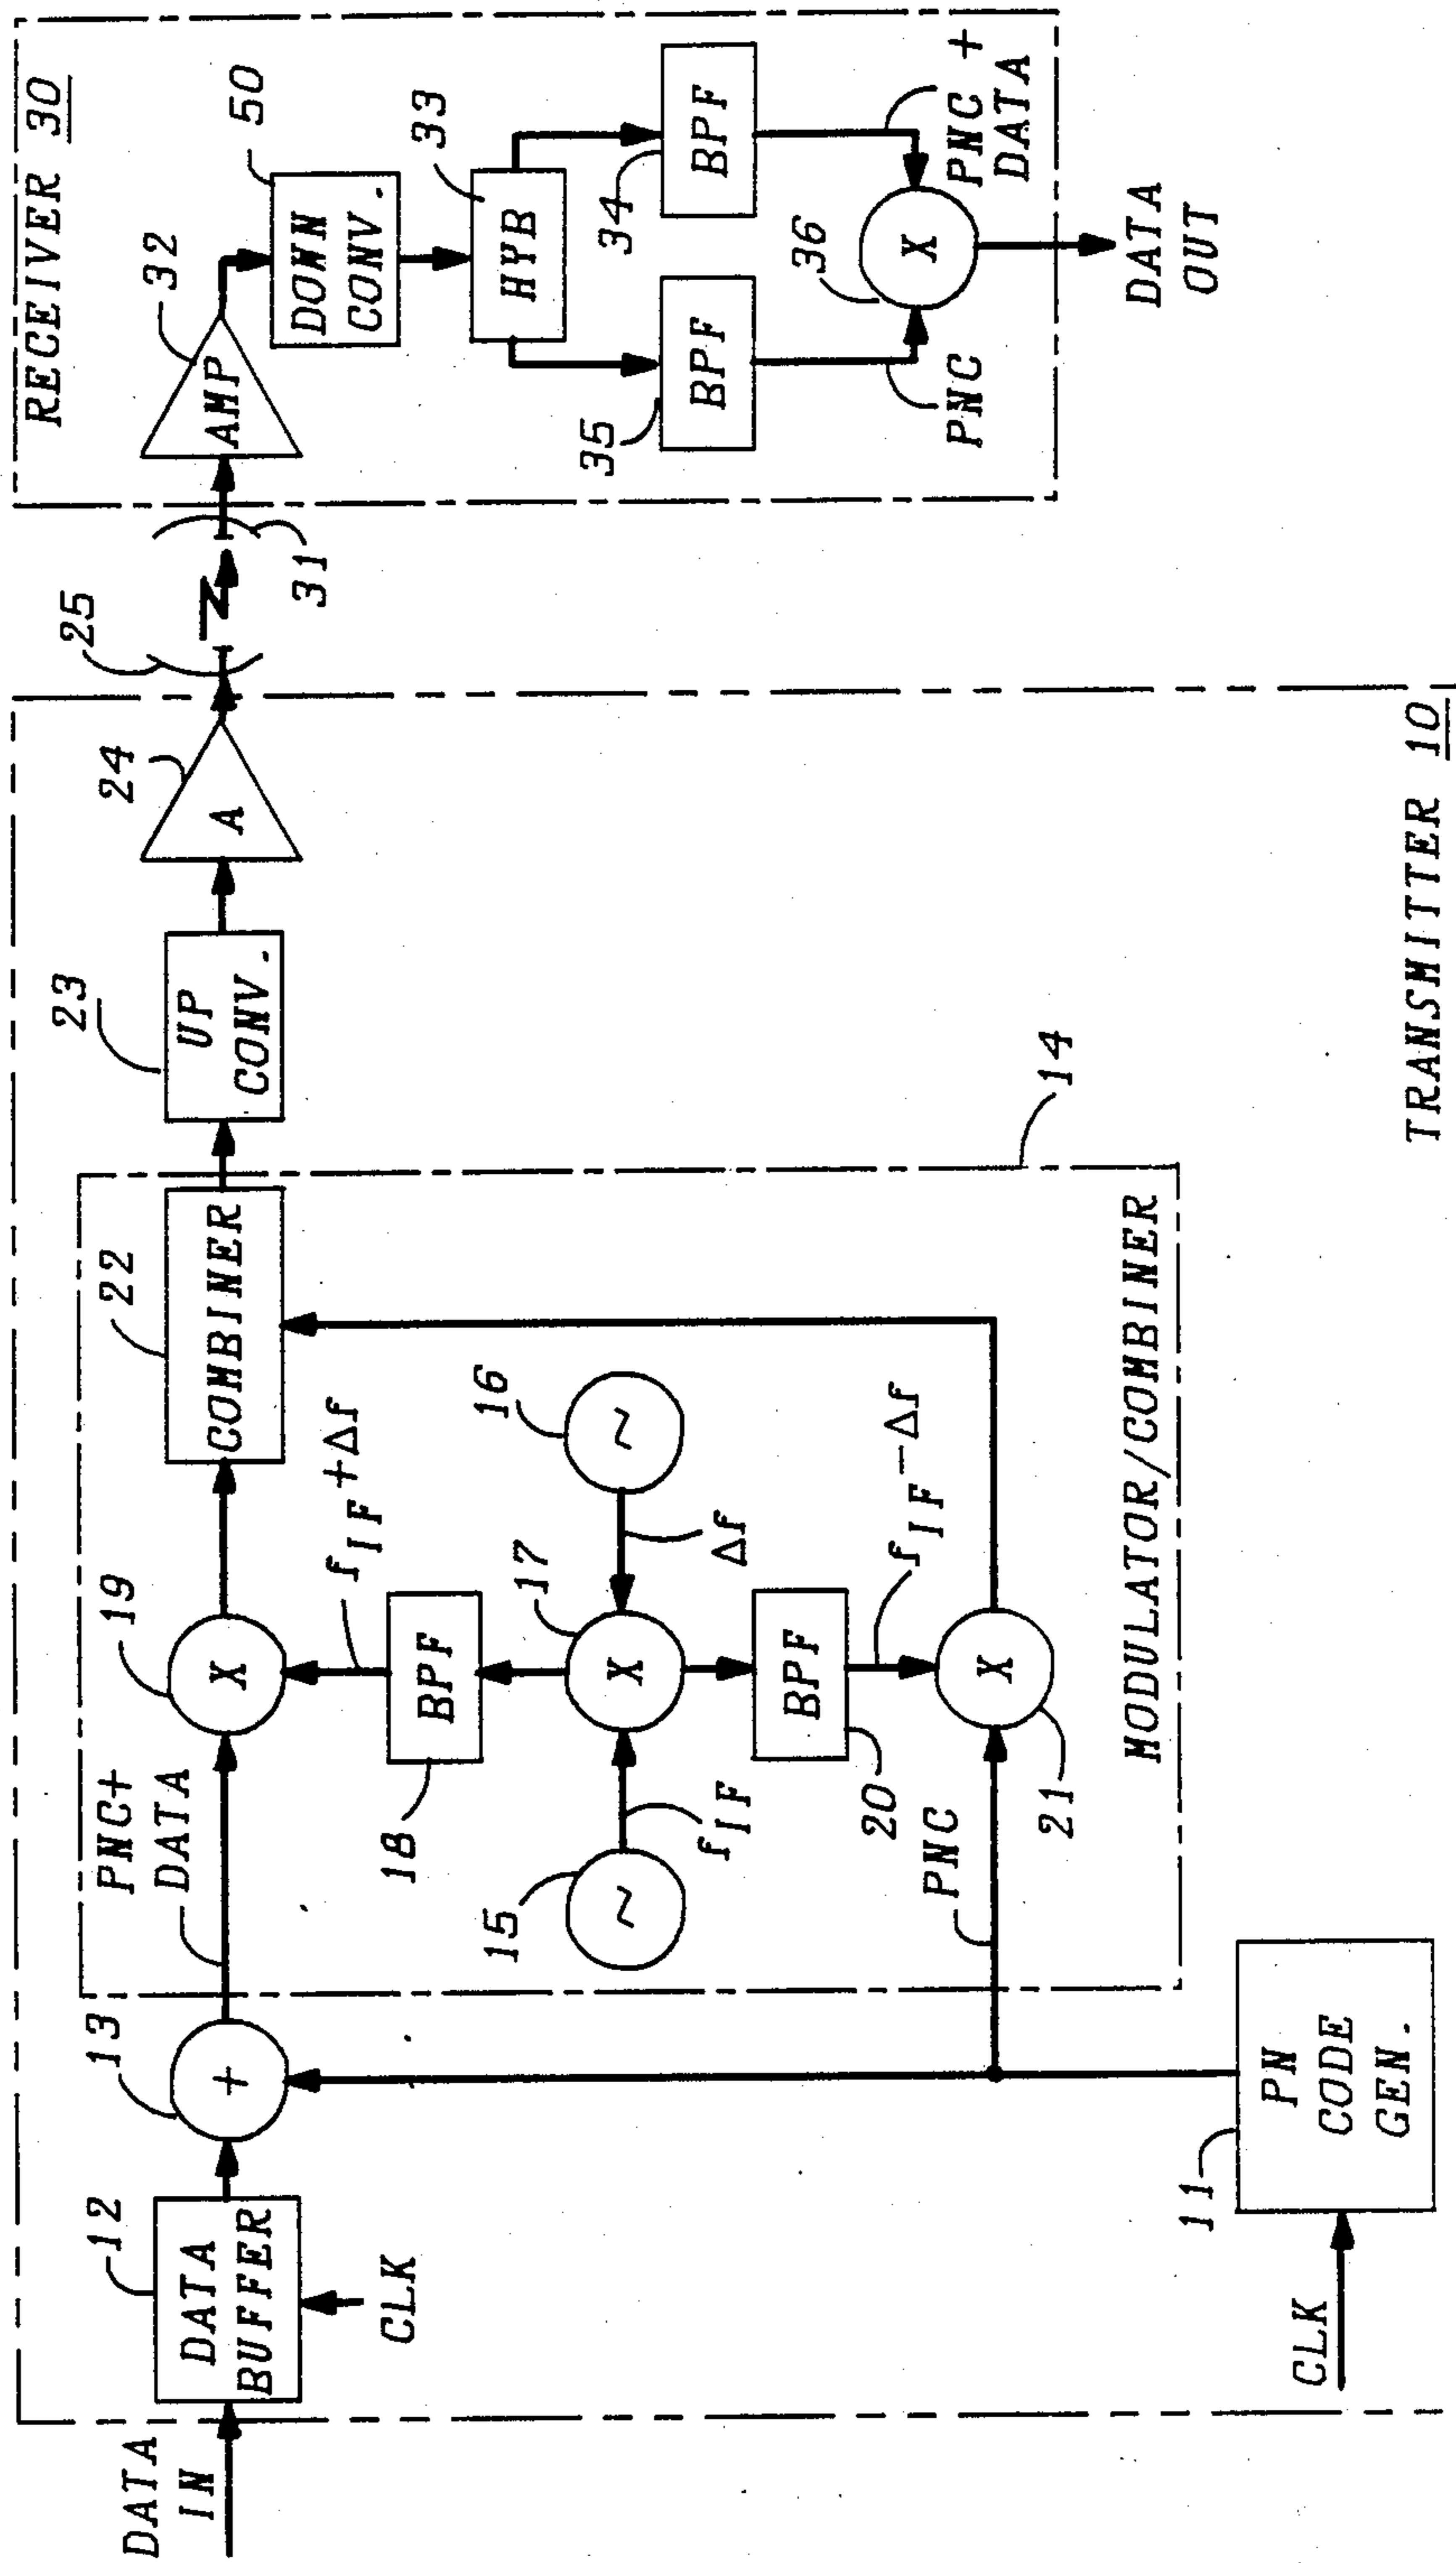 DATA
IN
12
DATA
BUFFER
CLK
13
+
PNC+
DATA
19
X
22
COMBINER
23
UP
CONV.
24
A
25
31
RECEIVER 30
32
AMP
50
DOWN
CONV.
33
HYB
34
BPF
35
BPF
36
X
PNC
PNC +
DATA
DATA
OUT
18
BPF
fIF+Δf
15
~
fIF
17
X
16
~
Δf
20
BPF
fIF-Δf
PNC
21
X
MODULATOR/COMBINER
14
CLK
11
PN
CODE
GEN.
TRANSMITTER 10